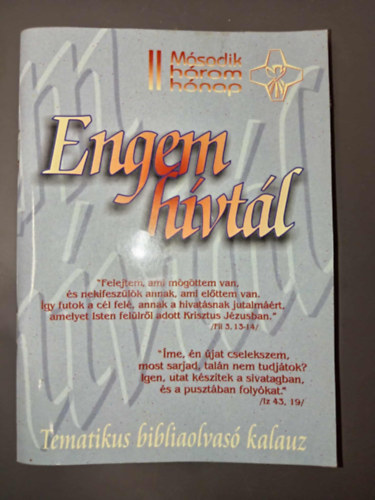 II Második
három
hónap
Engem
hívtál
"Felejtem, ami mögöttem van,
és nekifeszülök annak, ami előttem van.
Így futok a cél felé, annak a hivatásnak jutalmáért,
amelyet Isten felülről adott Krisztus Jézusban."
/Fil 3, 13-14/
"Íme, én újat cselekszem,
most sarjad, talán nem tudjátok?
Igen, utat készítek a sivatagban,
és a pusztában folyókat."
/Iz 43, 19/
Tematikus bibliaolvasó kalauz